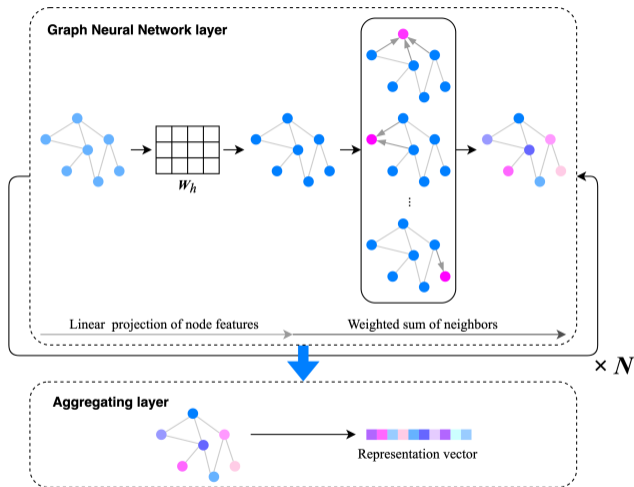 Graph Neural Network layer
W_h
...
Linear projection of node features
Weighted sum of neighbors
× N
Aggregating layer
Representation vector